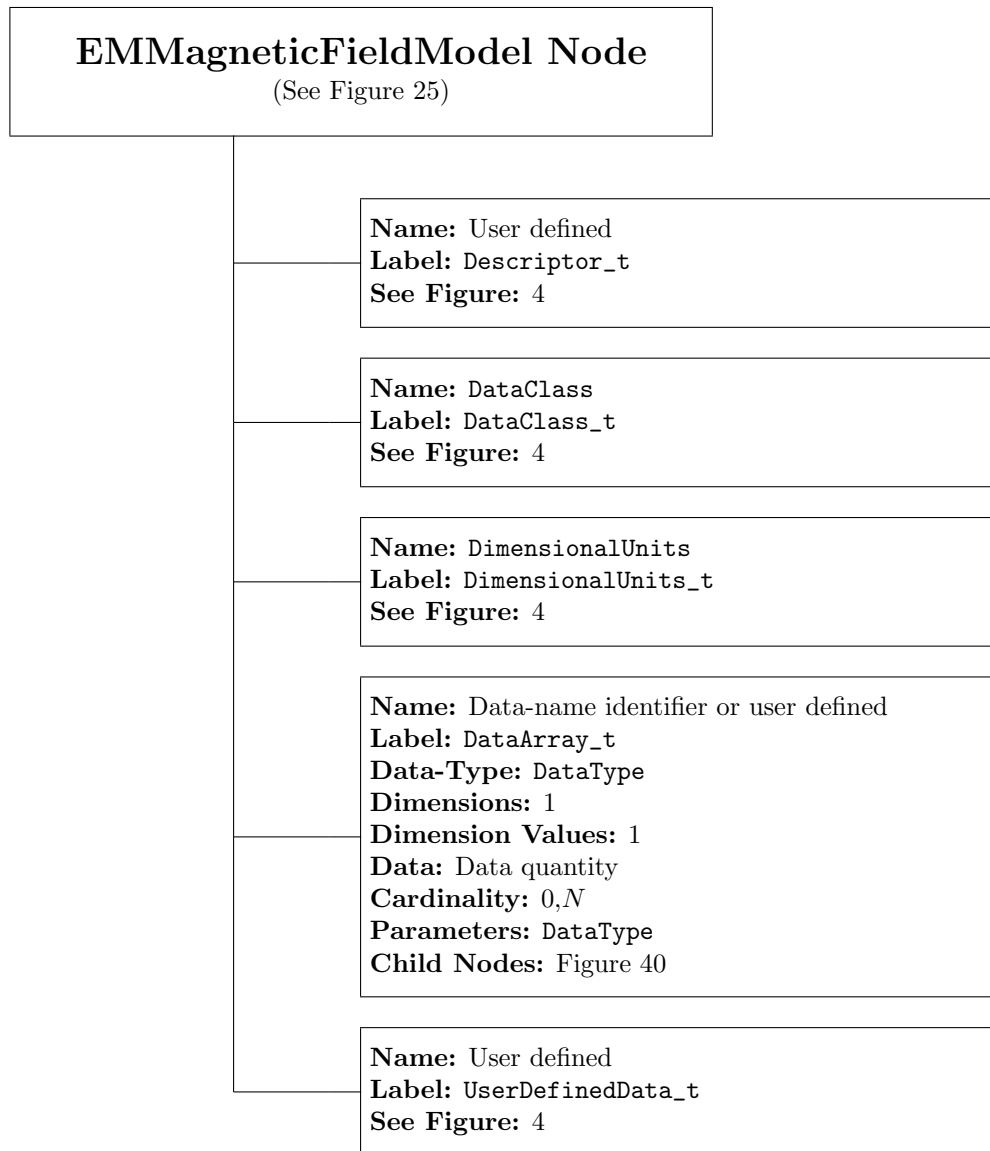 EMMagneticFieldModel Node
(See Figure 25)
Name: User defined
Label: Descriptor_t
See Figure: 4
Name: DataClass
Label: DataClass_t
See Figure: 4
Name: DimensionalUnits
Label: DimensionalUnits_t
See Figure: 4
Name: Data-name identifier or user defined
Label: DataArray_t
Data-Type: DataType
Dimensions: 1
Dimension Values: 1
Data: Data quantity
Cardinality: 0,N
Parameters: DataType
Child Nodes: Figure 40
Name: User defined
Label: UserDefinedData_t
See Figure: 4